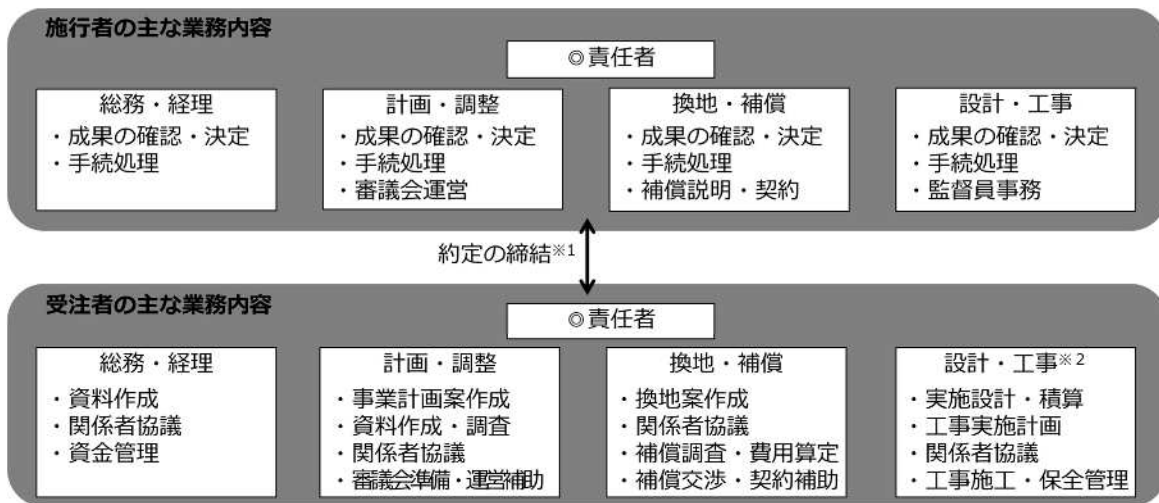 施行者の主な業務内容
◎責任者
総務・経理
・成果の確認・決定
・手続処理
計画・調整
・成果の確認・決定
・手続処理
・審議会運営
換地・補償
・成果の確認・決定
・手続処理
・補償説明・契約
設計・工事
・成果の確認・決定
・手続処理
・監督員事務
約定の締結※1
受注者の主な業務内容
◎責任者
総務・経理
・資料作成
・関係者協議
・資金管理
計画・調整
・事業計画案作成
・資料作成・調査
・関係者協議
・審議会準備・運営補助
換地・補償
・換地案作成
・関係者協議
・補償調査・費用算定
・補償交渉・契約補助
設計・工事※2
・実施設計・積算
・工事実施計画
・関係者協議
・工事施工・保全管理